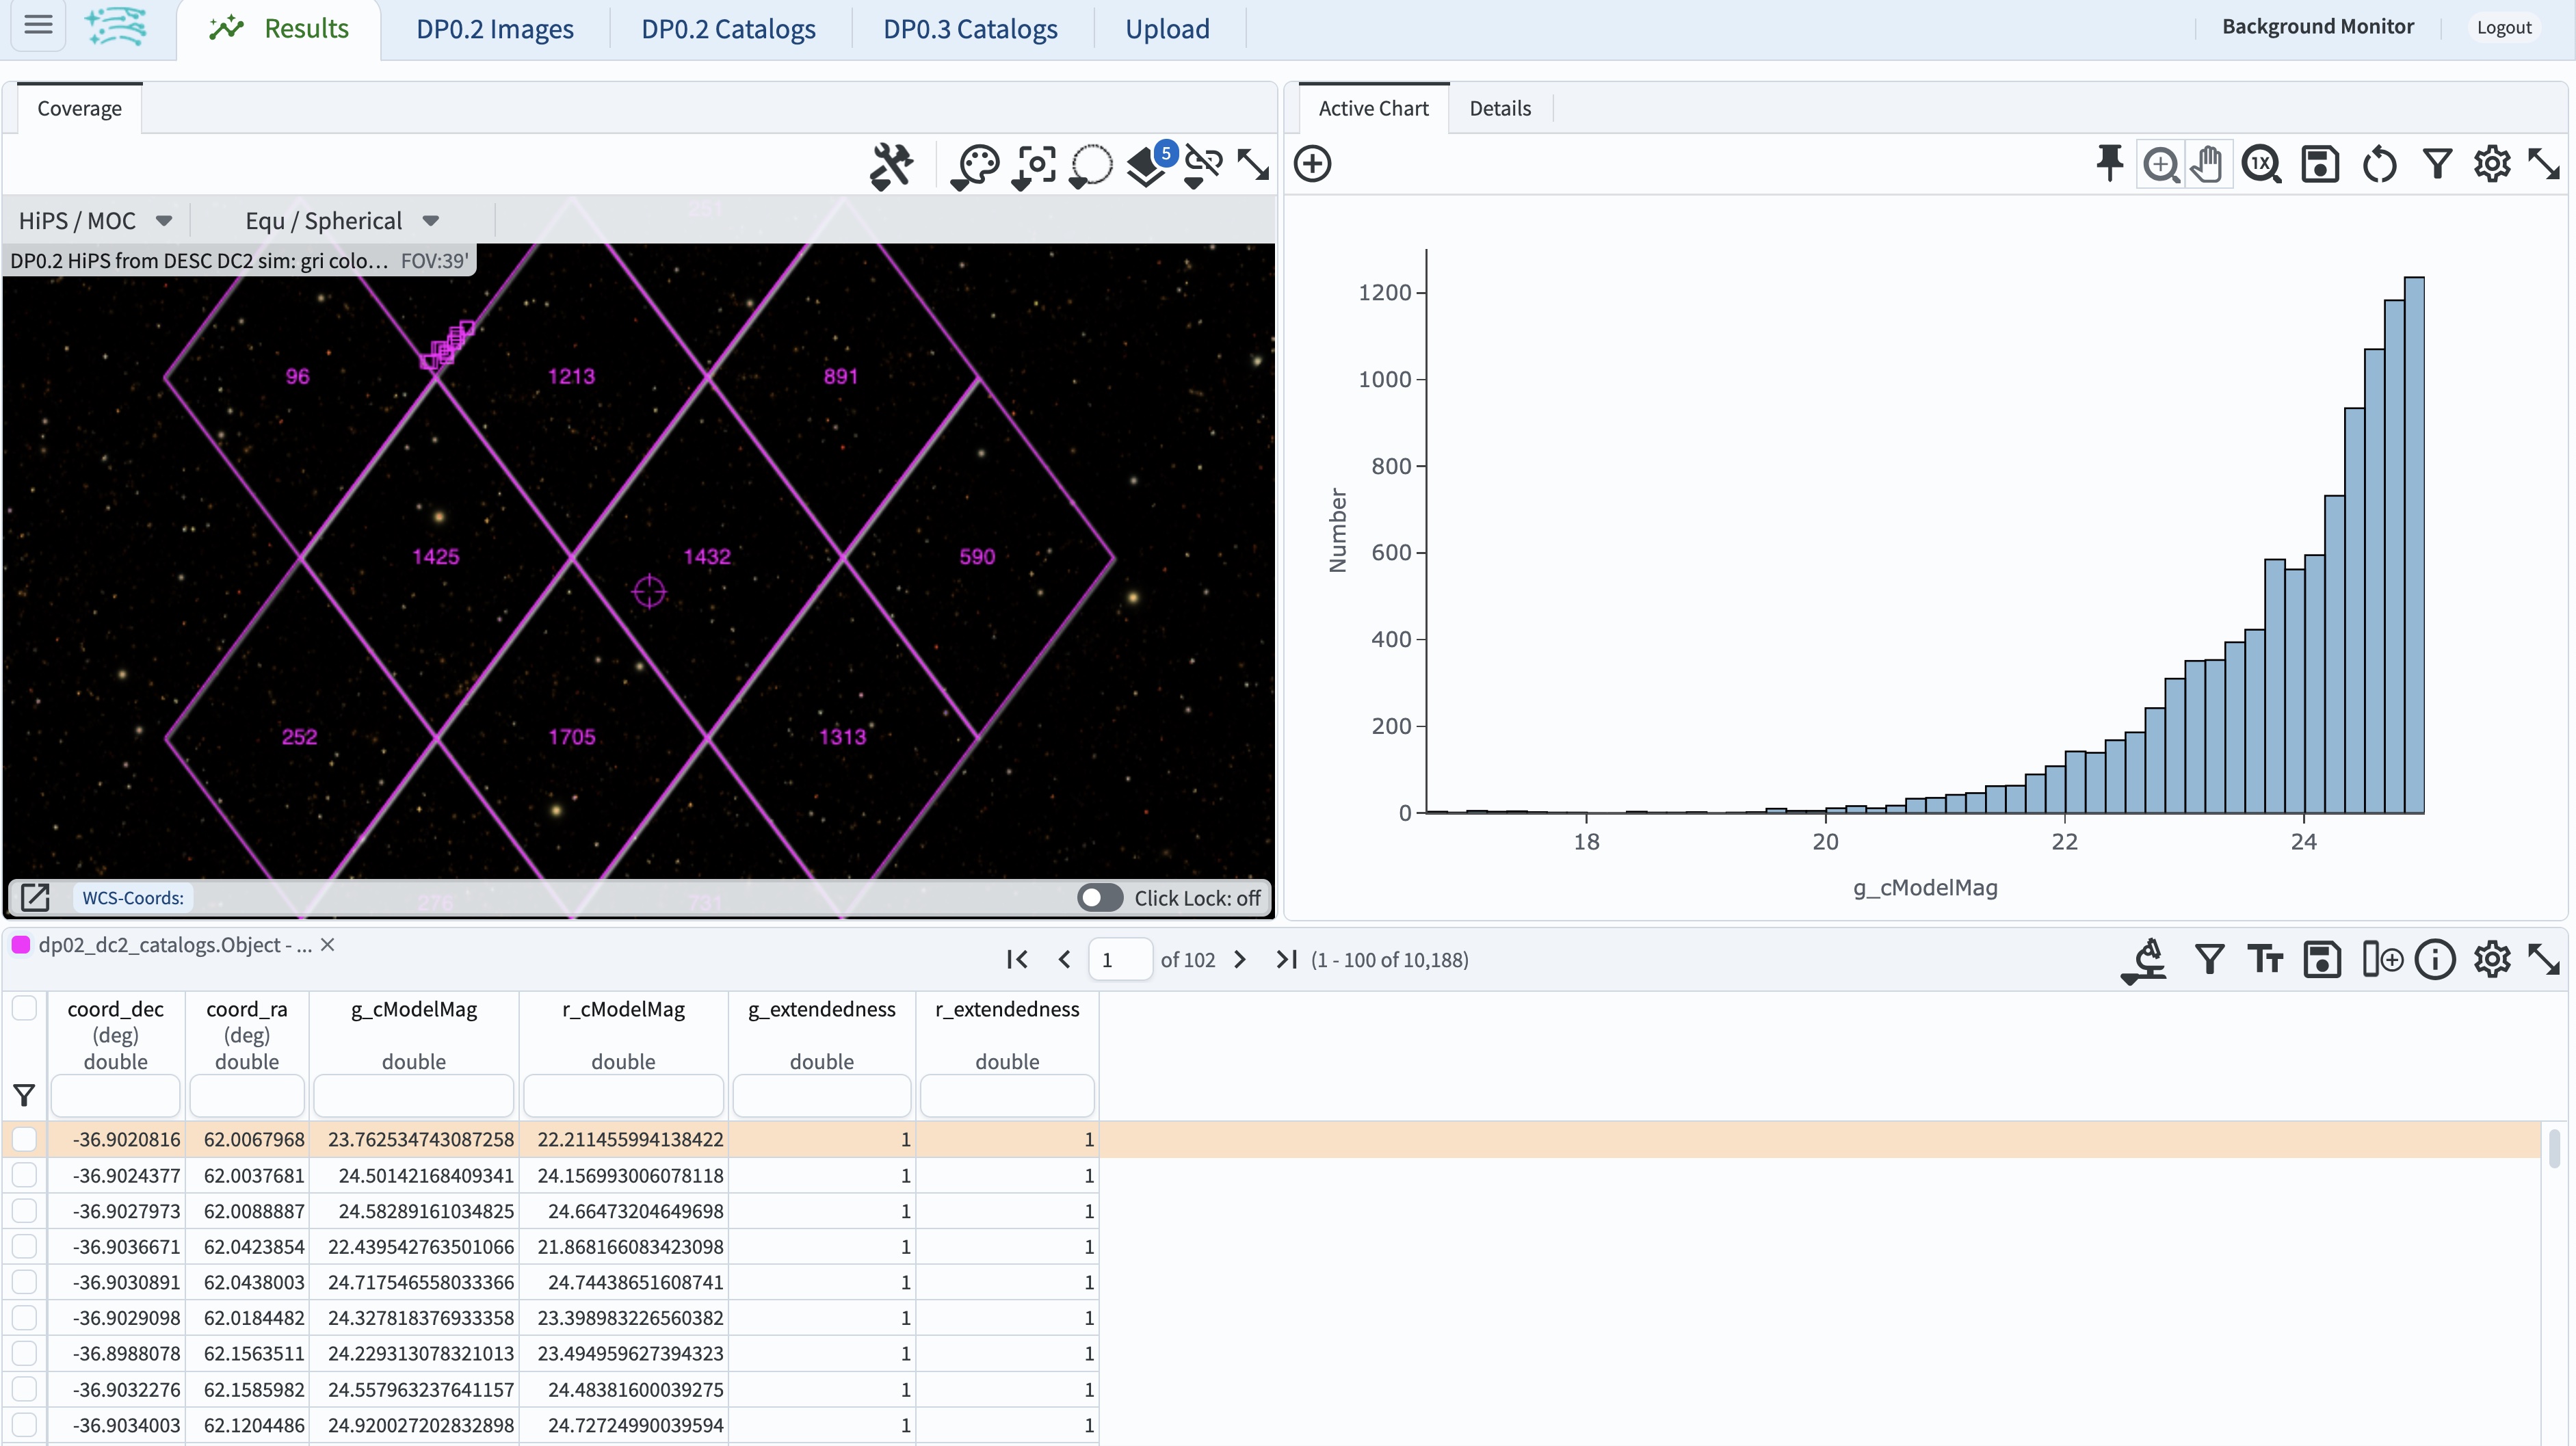 Results
DP0.2 Images
DP0.2 Catalogs
DP0.3 Catalogs
Upload
Background Monitor
Logout
Coverage
5
HiPS / MOC
Equ / Spherical
DP0.2 HiPS from DESC DC2 sim: gri colo... FOV:39'
251
96
1213
891
1425
1432
590
252
1705
1313
276
731
WCS-Coords:
Click Lock: off
Active Chart
Details
1X
1200
1000
800
600
400
200
0
Number
18
20
22
24
g_cModelMag
dp02_dc2_catalogs.Object - ...
1 of 102 (1 - 100 of 10,188)
coord_dec coord_ra g_cModelMag r_cModelMag g_extendedness r_extendedness
(deg) (deg)
double double double double double double
-36.9020816 62.0067968 23.762534743087258 22.211455994138422 1 1
-36.9024377 62.0037681 24.50142168409341 24.156993006078118 1 1
-36.9027973 62.0088887 24.58289161034825 24.66473204649698 1 1
-36.9036671 62.0423854 22.439542763501066 21.868166083423098 1 1
-36.9030891 62.0438003 24.717546558033366 24.74438651608741 1 1
-36.9029098 62.0184482 24.327818376933358 23.398983226560382 1 1
-36.8988078 62.1563511 24.229313078321013 23.494959627394323 1 1
-36.9032276 62.1585982 24.557963237641157 24.48381600039275 1 1
-36.9034003 62.1204486 24.920027202832898 24.72724990039594 1 1